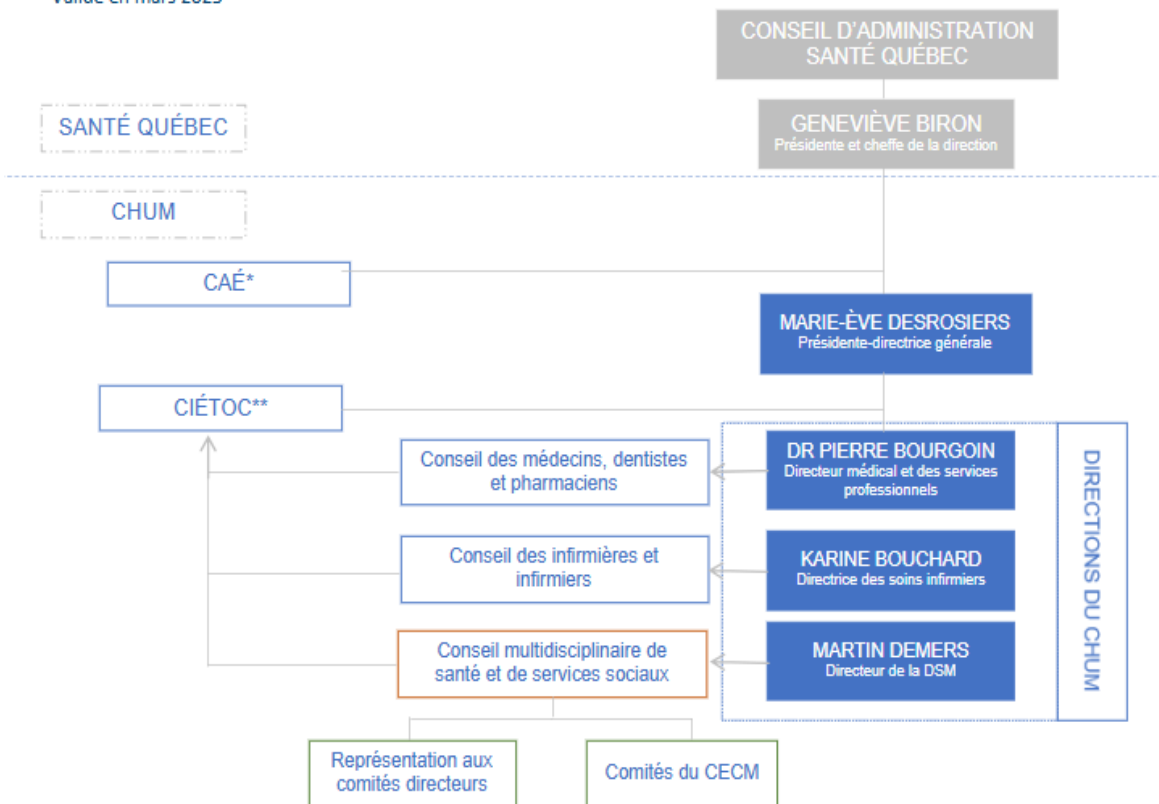 CONSEIL D'ADMINISTRATION
SANTÉ QUÉBEC
SANTÉ QUÉBEC
GENEVIÈVE BIRON
Présidente et cheffe de la direction
CHUM
CAÉ*
MARIE-ÈVE DESROSIERS
Présidente-directrice générale
CIÉTOC**
Conseil des médecins, dentistes
et pharmaciens
DR PIERRE BOURGOIN
Directeur médical et des services
professionnels
Conseil des infirmières et
infirmiers
KARINE BOUCHARD
Directrice des soins infirmiers
Conseil multidisciplinaire de
santé et de services sociaux
MARTIN DEMERS
Directeur de la DSM
DIRECTIONS DU CHUM
Représentation aux
comités directeurs
Comités du CECM